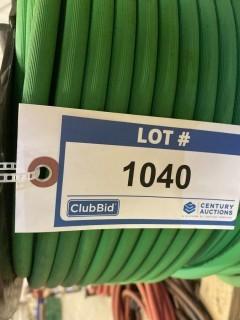 LOT #
1040
ClubBid
CENTURY
AUCTIONS